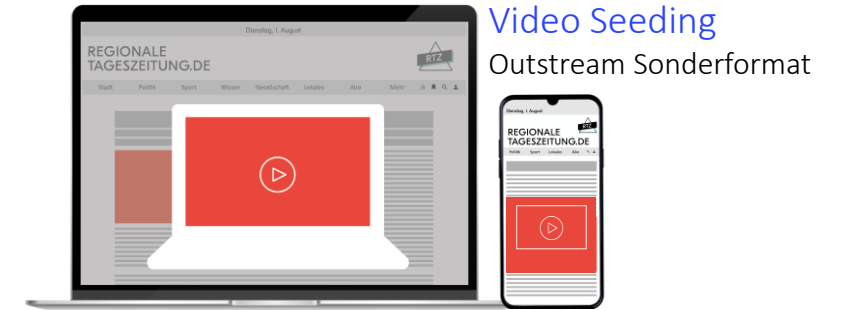 Dienstag, 1. August
REGIONALE
TAGESZEITUNG.DE
RTZ
Stadt Politik Sport Wissen Gesellschaft Lokales Abo Mehr
Video Seeding
Outstream Sonderformat
Dienstag, 1. August
REGIONALE
TAGESZEITUNG.DE
RTZ
Politik Sport Lokales Abo